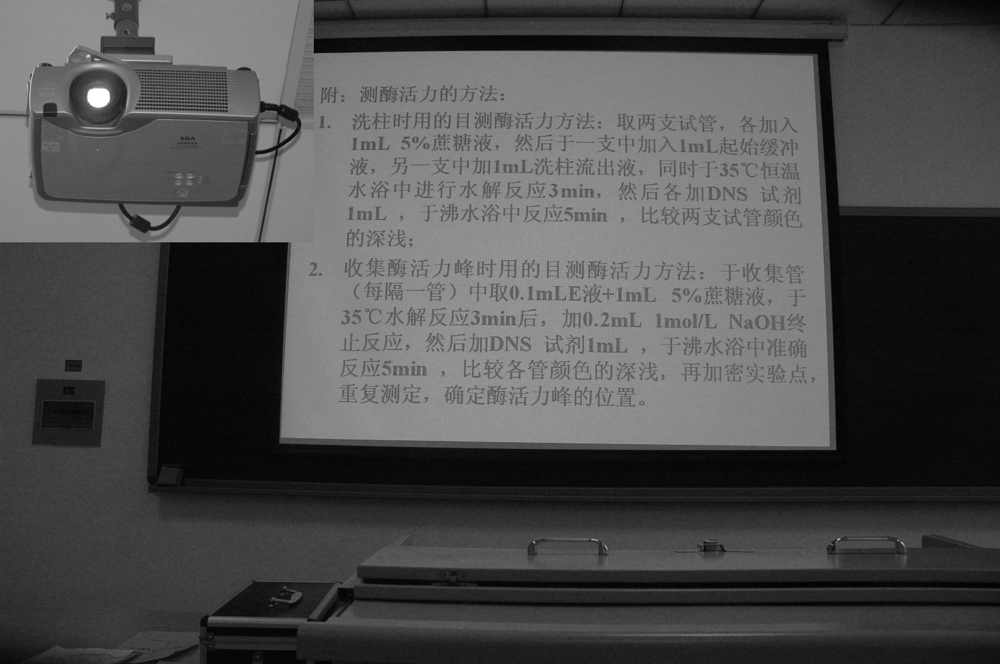 XGA
HITACHI
附：测酶活力的方法：
1. 洗柱时用的目测酶活力方法：取两支试管，各加入
1mL 5%蔗糖液，然后于一支中加入1mL起始缓冲
液，另一支中加1mL洗柱流出液，同时于35℃恒温
水浴中进行水解反应3min，然后各加DNS 试剂
1mL ，于沸水浴中反应5min ，比较两支试管颜色
的深浅；
2. 收集酶活力峰时用的目测酶活力方法：于收集管
（每隔一管）中取0.1mLE液+1mL 5%蔗糖液，于
35℃水解反应3min后，加0.2mL 1mol/L NaOH终
止反应，然后加DNS 试剂1mL ，于沸水浴中准确
反应5min ，比较各管颜色的深浅，再加密实验点，
重复测定，确定酶活力峰的位置。